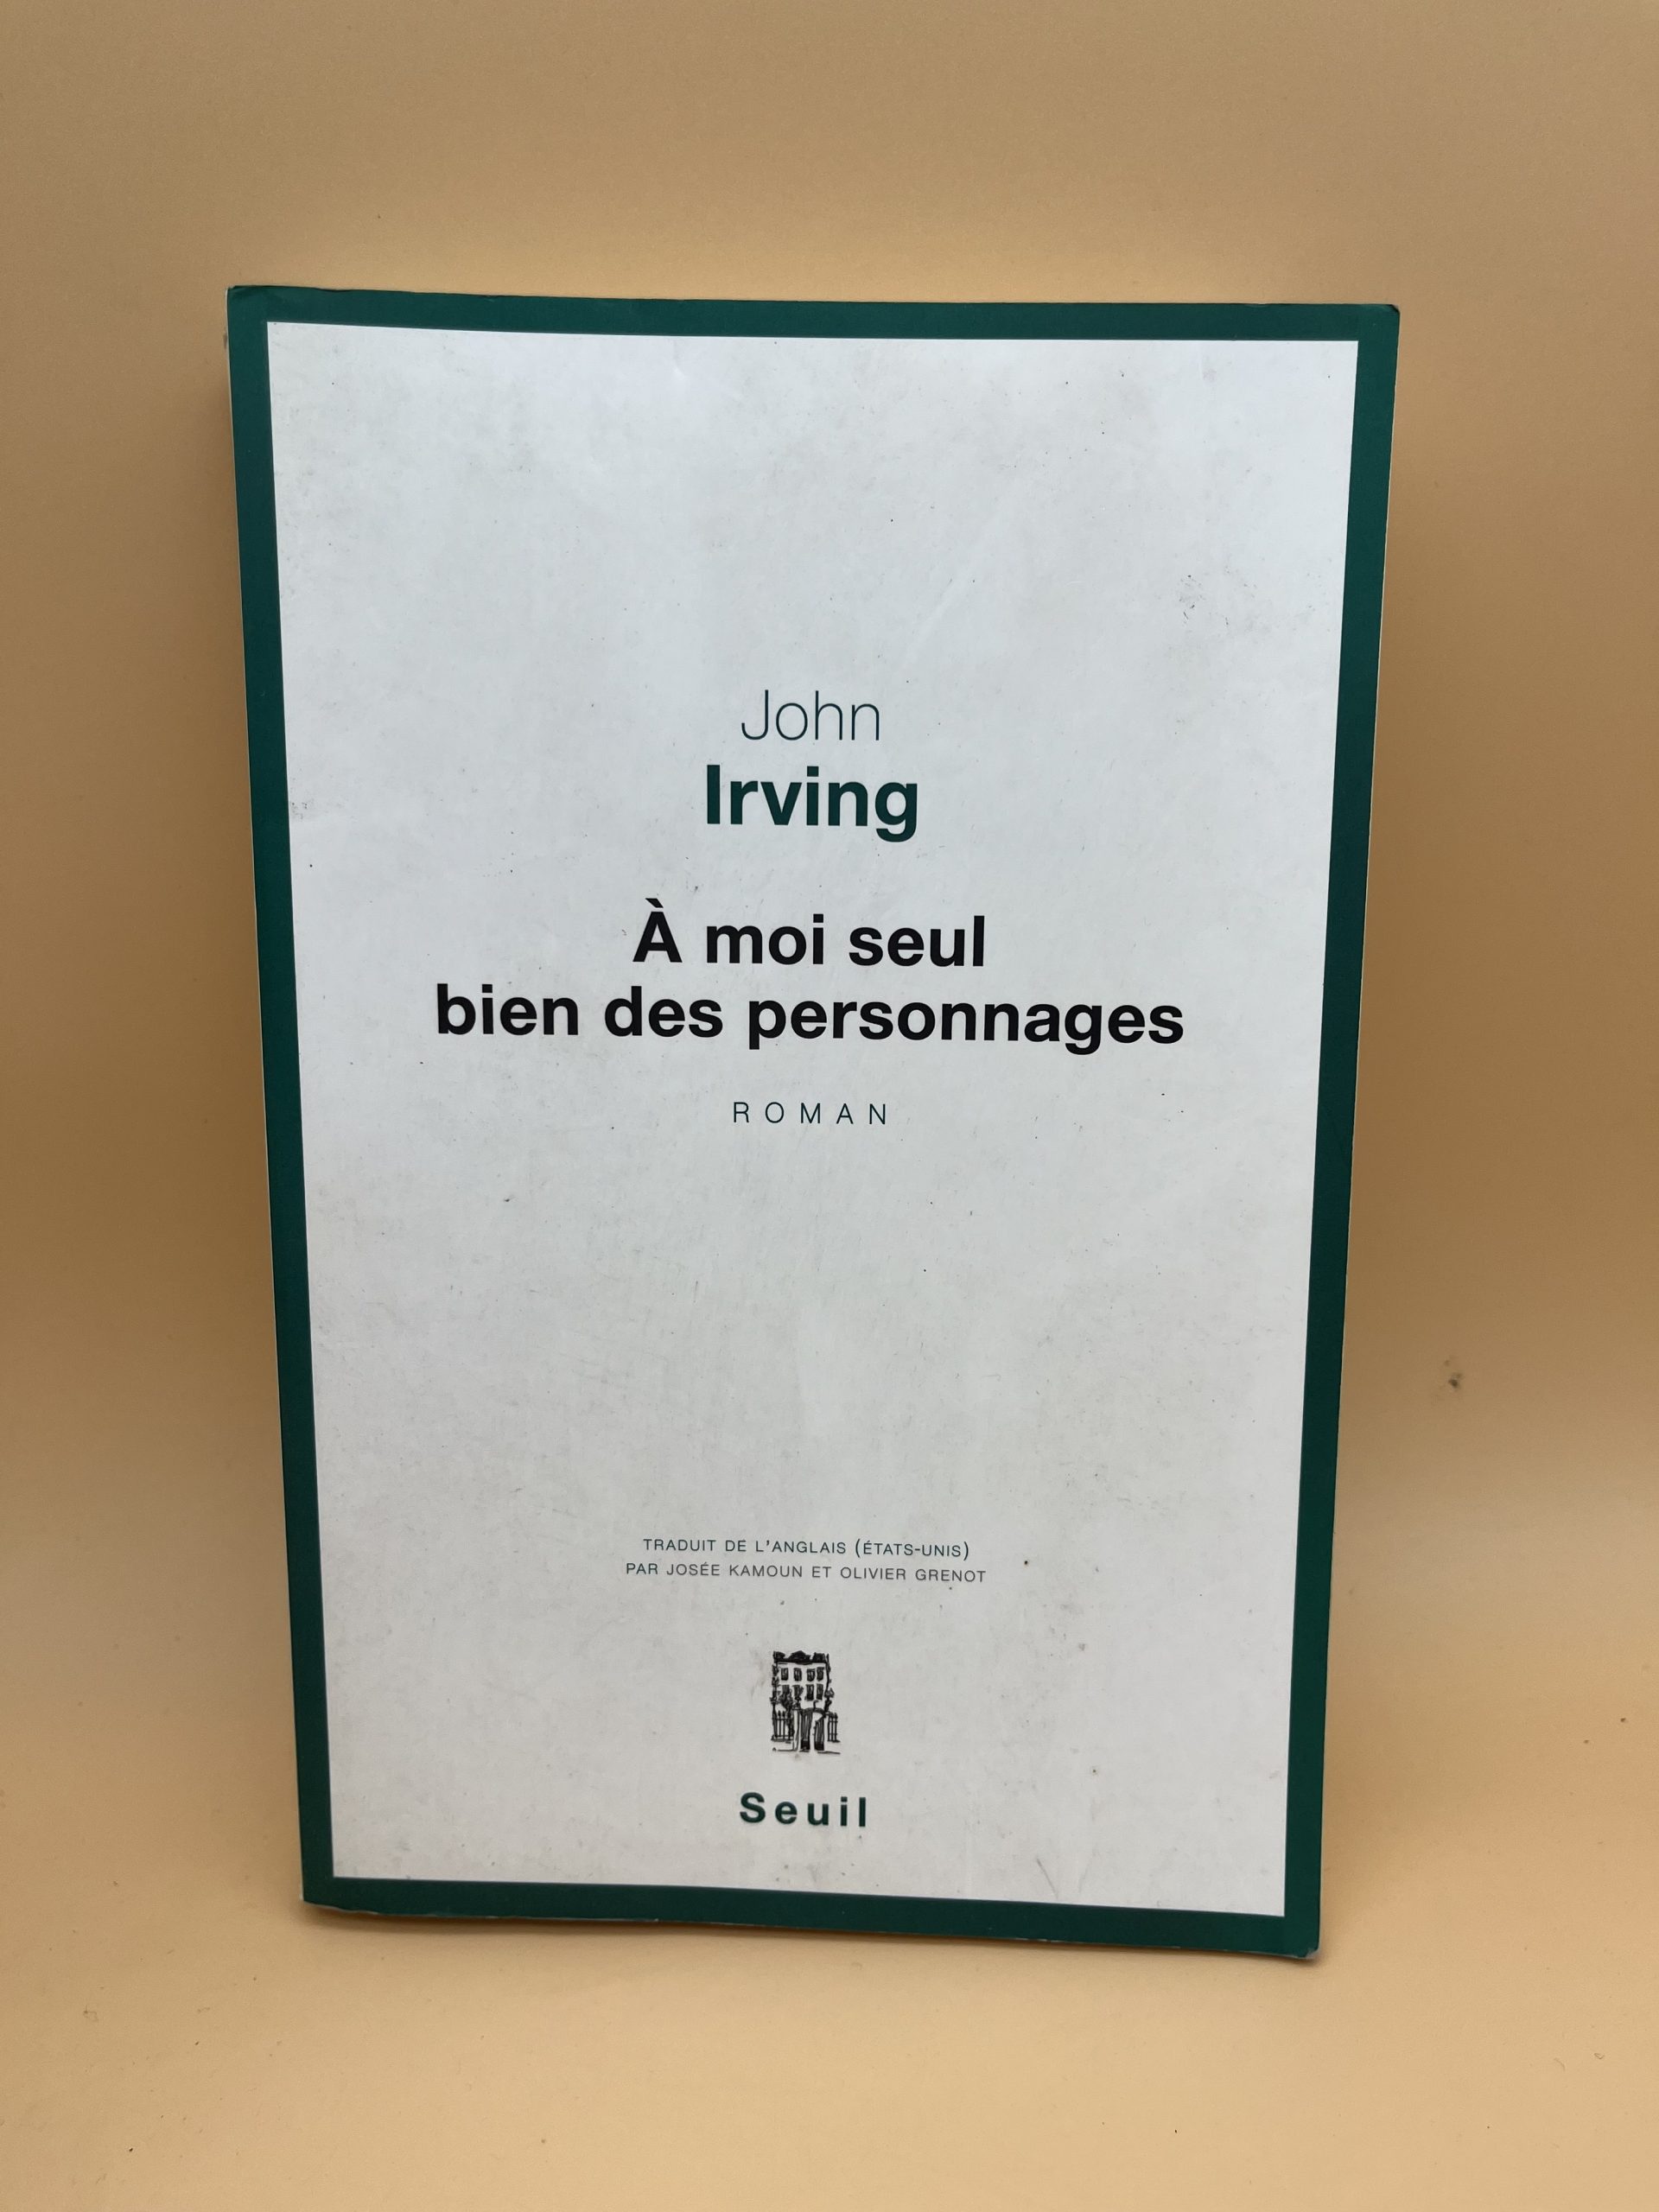 John
Irving
À moi seul
bien des personnages
ROMAN
TRADUIT DE L'ANGLAIS (ÉTATS-UNIS)
PAR JOSÉE KAMOUN ET OLIVIER GRENOT
Seuil